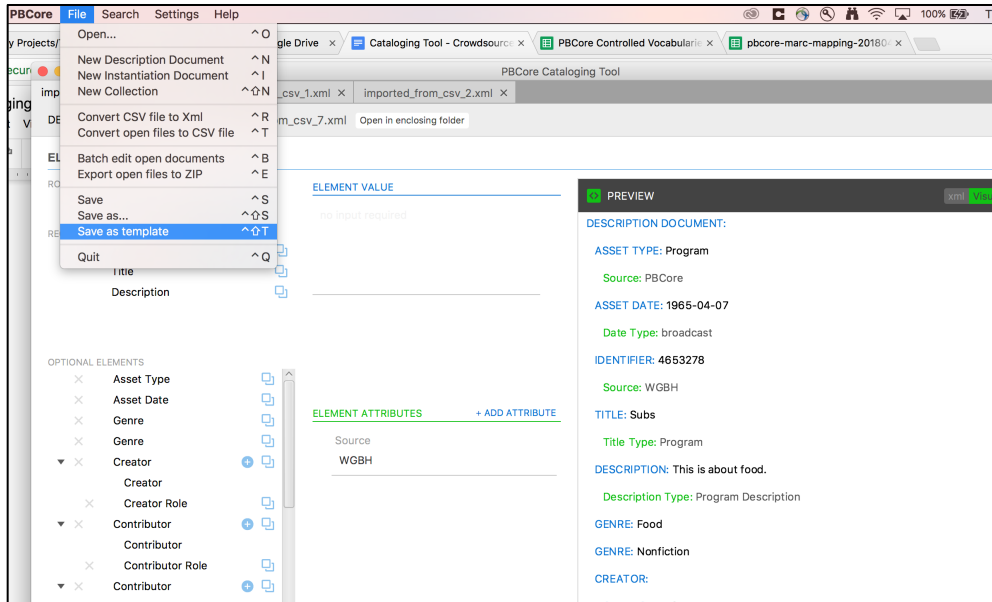 PBCore File Search Settings Help 100%
y Projects/ gle Drive × Cataloging Tool - Crowdsource × PBCore Controlled Vocabularie × pbcore-marc-mapping-20180 ×
PBCore Cataloging Tool
imp _csv_1.xml × imported_from_csv_2.xml ×
DE m_csv_7.xml Open in enclosing folder
Open... ^O
New Description Document ^N
New Instantiation Document ^I
New Collection ^⇧N
Convert CSV file to Xml ^R
Convert open files to CSV file ^T
Batch edit open documents ^B
Export open files to ZIP ^E
Save ^S
Save as... ^⇧S
Save as template ^⇧T
Quit ^Q
EL
RO
RE
Title
Description
OPTIONAL ELEMENTS
Asset Type
Asset Date
Genre
Genre
Creator
Creator
Creator Role
Contributor
Contributor
Contributor Role
Contributor
ELEMENT VALUE
no input required
ELEMENT ATTRIBUTES + ADD ATTRIBUTE
Source
WGBH
PREVIEW xml Visu
DESCRIPTION DOCUMENT:
ASSET TYPE: Program
Source: PBCore
ASSET DATE: 1965-04-07
Date Type: broadcast
IDENTIFIER: 4653278
Source: WGBH
TITLE: Subs
Title Type: Program
DESCRIPTION: This is about food.
Description Type: Program Description
GENRE: Food
GENRE: Nonfiction
CREATOR: